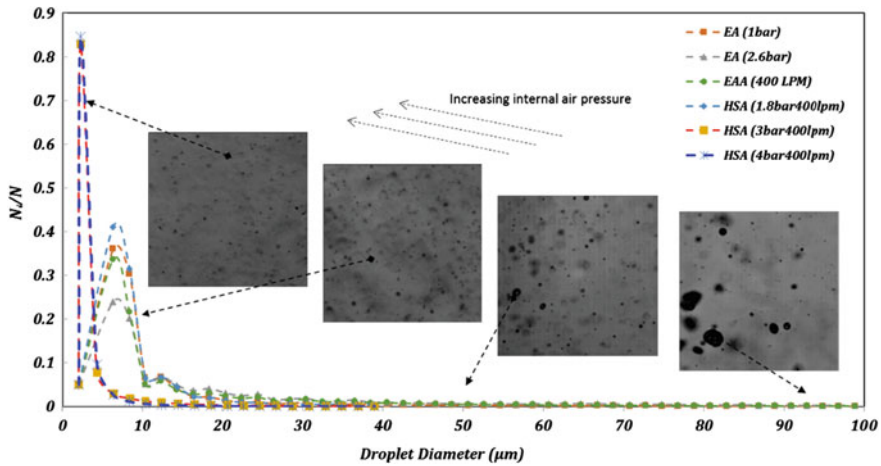 0.9
0.8
0.7
0.6
0.5
0.4
0.3
0.2
0.1
0
Nᵢ/N
EA (1bar)
EA (2.6bar)
EAA (400 LPM)
HSA (1.8bar400lpm)
HSA (3bar400lpm)
HSA (4bar400lpm)
Increasing internal air pressure
0 10 20 30 40 50 60 70 80 90 100
Droplet Diameter (µm)